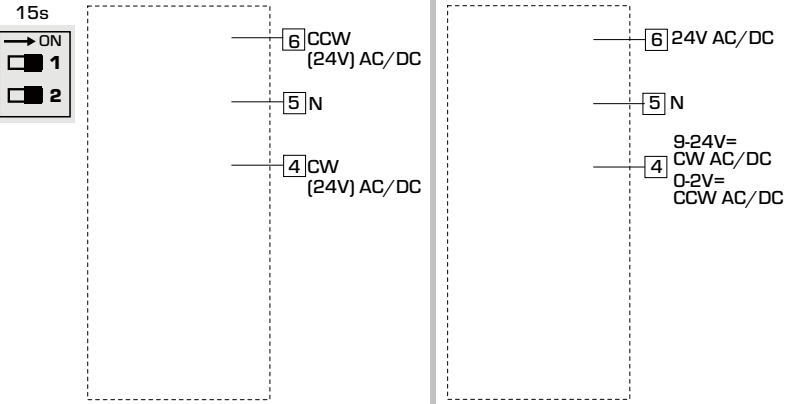 15s
ON
1
2
6 CCW
(24V) AC/DC
5 N
4 CW
(24V) AC/DC
6 24V AC/DC
5 N
9-24V=
4 CW AC/DC
0-2V=
CCW AC/DC